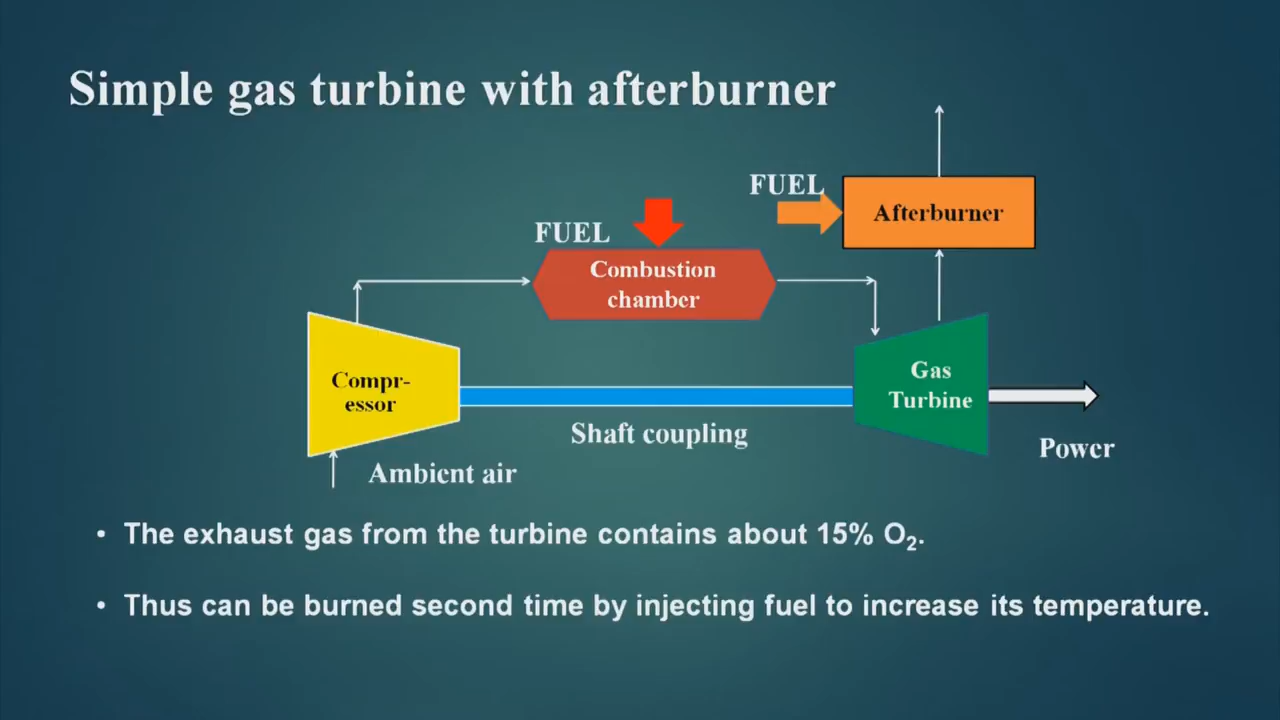 Simple gas turbine with afterburner
FUEL
Afterburner
FUEL
Combustion
chamber
Compr-
essor
Gas
Turbine
Shaft coupling
Power
Ambient air
• The exhaust gas from the turbine contains about 15% O₂.
• Thus can be burned second time by injecting fuel to increase its temperature.